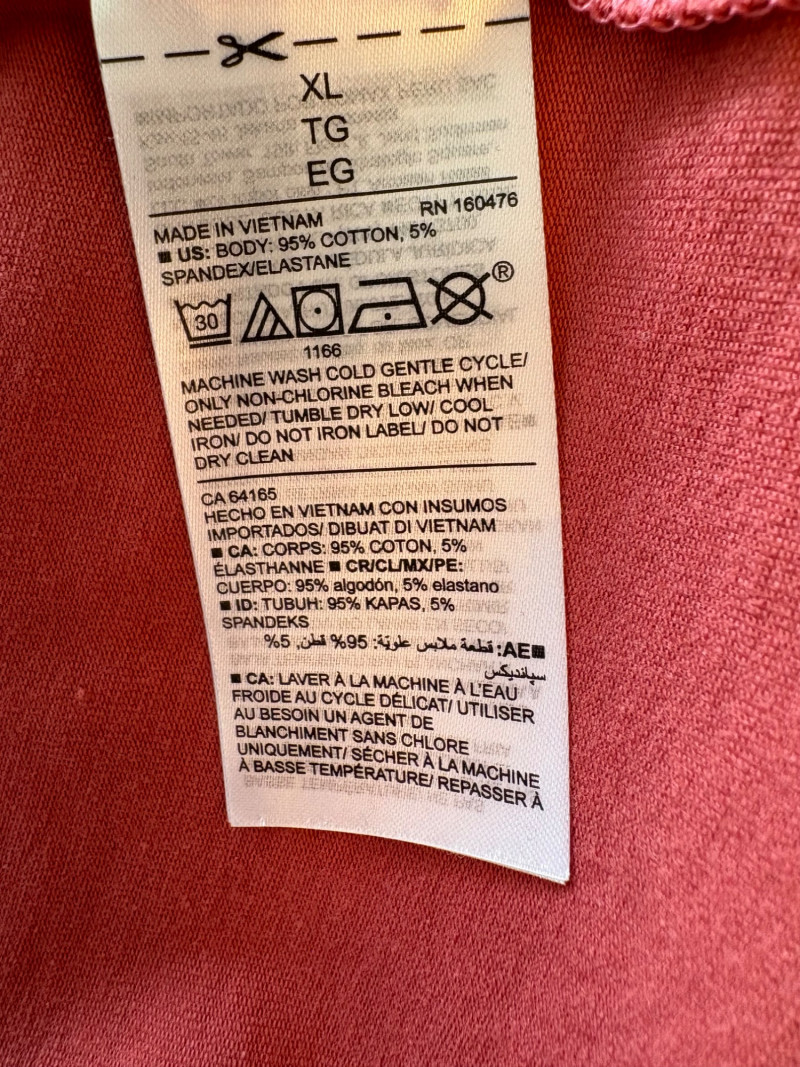 XL
TG
EG
MADE IN VIETNAM RN 160476
■ US: BODY: 95% COTTON, 5%
SPANDEX/ELASTANE
30
®
1166
MACHINE WASH COLD GENTLE CYCLE/
ONLY NON-CHLORINE BLEACH WHEN
NEEDED/ TUMBLE DRY LOW/ COOL
IRON/ DO NOT IRON LABEL/ DO NOT
DRY CLEAN
CA 64165
HECHO EN VIETNAM CON INSUMOS
IMPORTADOS/ DIBUAT DI VIETNAM
■ CA: CORPS: 95% COTON, 5%
ÉLASTHANNE ■ CR/CL/MX/PE:
CUERPO: 95% algodón, 5% elastano
■ ID: TUBUH: 95% KAPAS, 5%
SPANDEKS
■AE: قطعة ملابس علويّة: 95% قطن, 5%
سپانديكس
■ CA: LAVER À LA MACHINE À L'EAU
FROIDE AU CYCLE DÉLICAT/ UTILISER
AU BESOIN UN AGENT DE
BLANCHIMENT SANS CHLORE
UNIQUEMENT/ SÉCHER À LA MACHINE
À BASSE TEMPÉRATURE/ REPASSER À